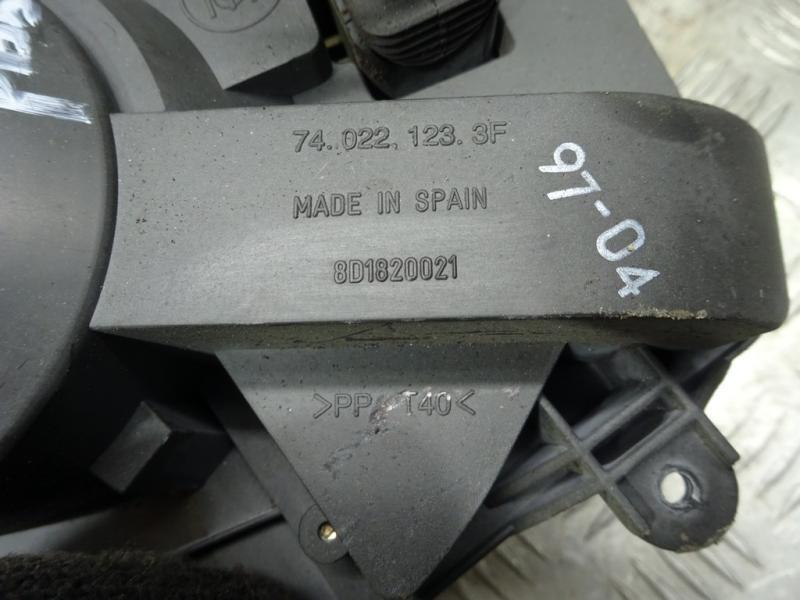 74.022.123.3F
MADE IN SPAIN
8D1820021
97-04
>PP T40<